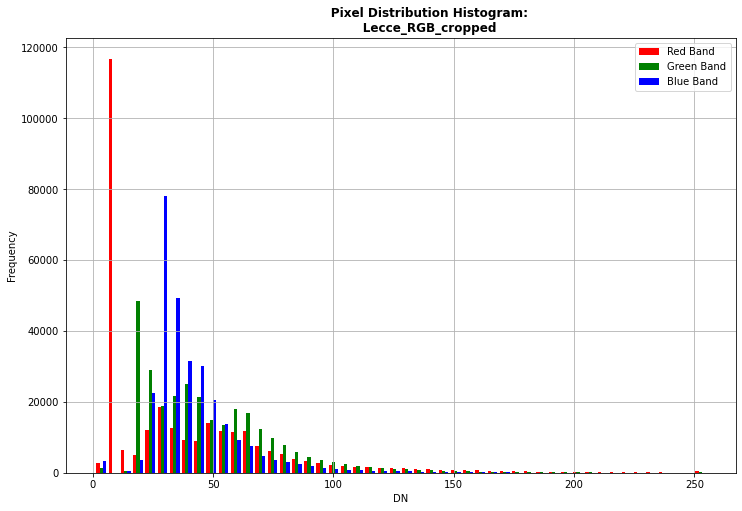 Pixel Distribution Histogram:
Lecce_RGB_cropped
120000
100000
80000
60000
40000
20000
0
Frequency
0 50 100 150 200 250
DN
Red Band
Green Band
Blue Band